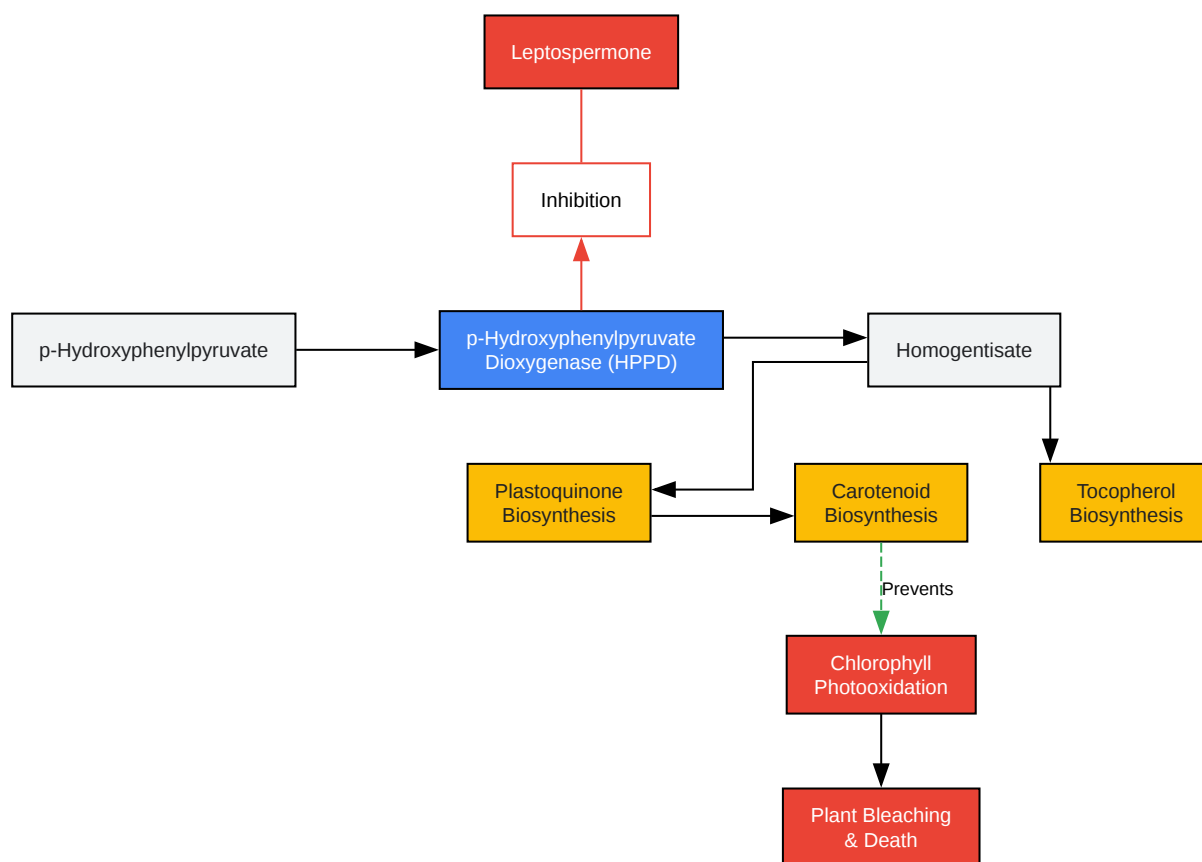 Leptospermone
Inhibition
p-Hydroxyphenylpyruvate
p-Hydroxyphenylpyruvate
Dioxygenase (HPPD)
Homogentisate
Plastoquinone
Biosynthesis
Carotenoid
Biosynthesis
Tocopherol
Biosynthesis
Prevents
Chlorophyll
Photooxidation
Plant Bleaching
& Death